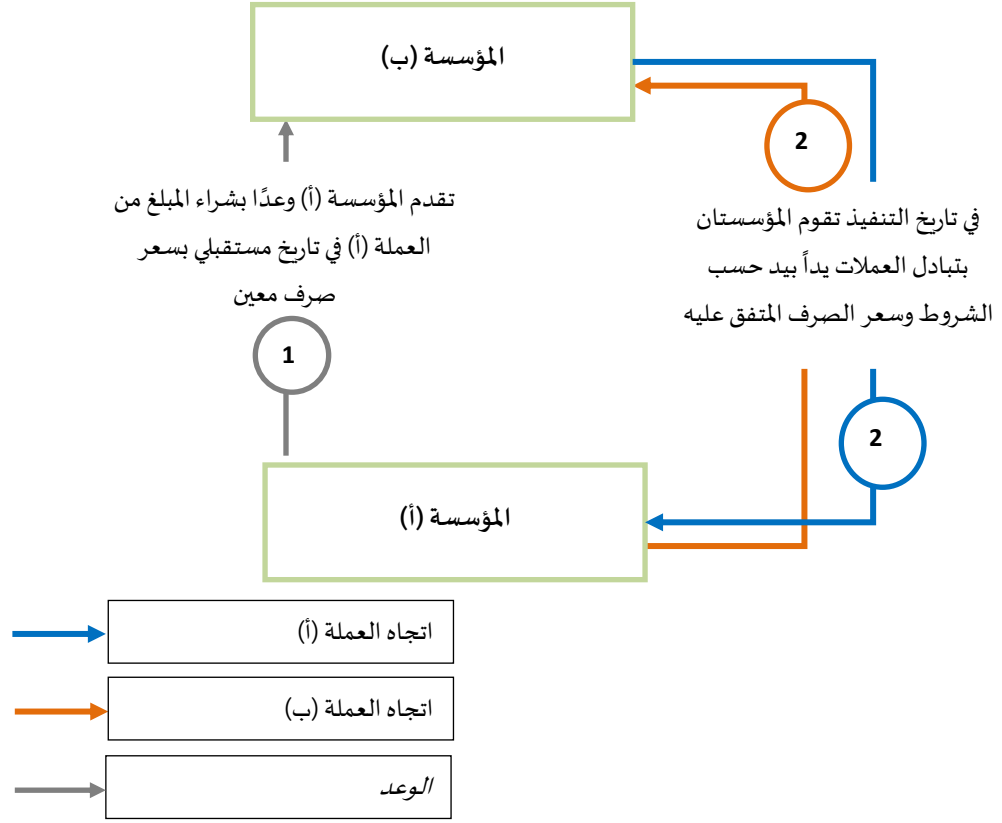 المؤسسة (ب)
2
تقدم المؤسسة (أ) وعدًا بشراء المبلغ من
العملة (أ) في تاريخ مستقبلي بسعر
صرف معين
في تاريخ التنفيذ تقوم المؤسستان
بتبادل العملات يداً بيد حسب
الشروط وسعر الصرف المتفق عليه
1
2
المؤسسة (أ)
اتجاه العملة (أ)
اتجاه العملة (ب)
الوعد